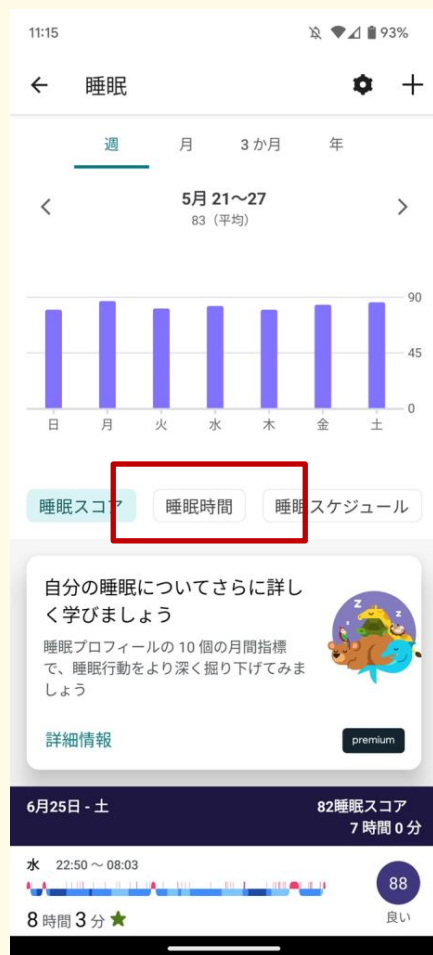 11:15 93%
睡眠
週 月 3 か月 年
5月 21〜27
83（平均）
90
45
0
日 月 火 水 木 金 土
睡眠スコア 睡眠時間 睡眠スケジュール
自分の睡眠についてさらに詳し
く学びましょう
睡眠プロフィールの 10 個の月間指標
で、睡眠行動をより深く掘り下げてみま
しょう
詳細情報 premium
6月25日 - 土 82睡眠スコア
7 時間 0 分
水 22:50 〜 08:03
88
8 時間 3 分 良い